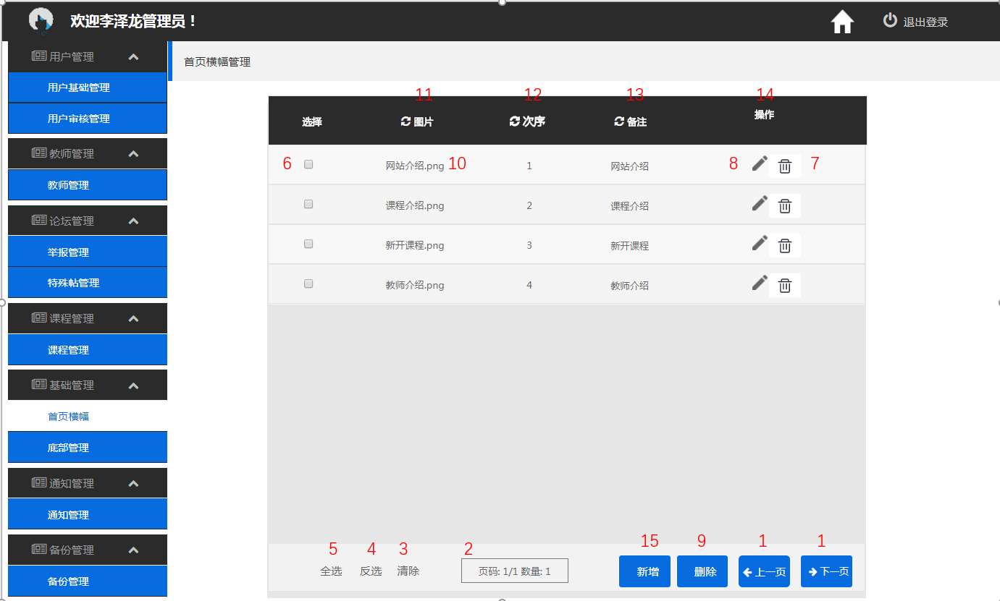 欢迎李泽龙管理员！
退出登录
用户管理
用户基础管理
用户审核管理
教师管理
教师管理
论坛管理
举报管理
特殊帖管理
课程管理
课程管理
基础管理
首页横幅
底部管理
通知管理
通知管理
备份管理
备份管理
首页横幅管理
11 12 13 14
选择 图片 次序 备注 操作
6 网站介绍.png 10 1 网站介绍 8 7
课程介绍.png 2 课程介绍
新开课程.png 3 新开课程
教师介绍.png 4 教师介绍
5 4 3 2 15 9 1 1
全选 反选 清除 页码: 1/1 数量: 1 新增 删除 上一页 下一页